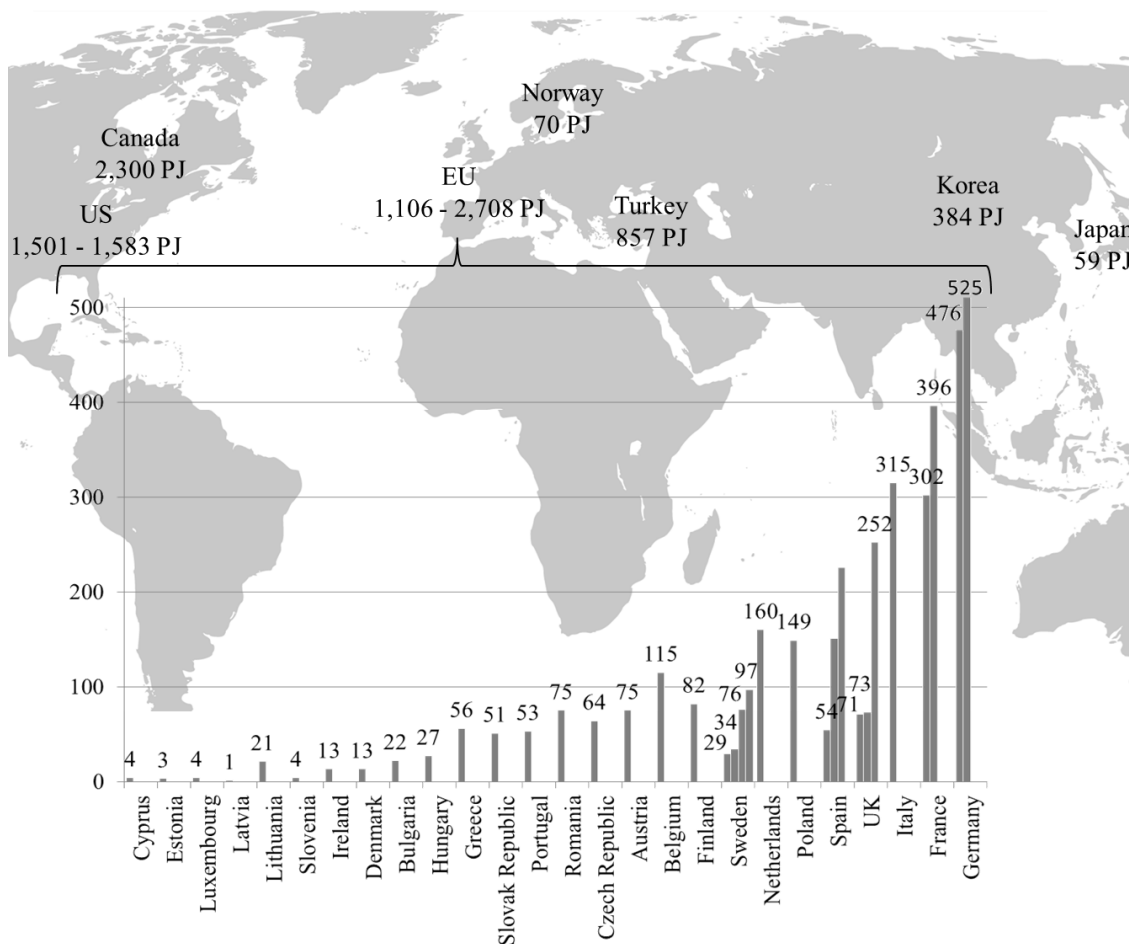 Norway
70 PJ
Canada
2,300 PJ
EU
1,106 - 2,708 PJ
Turkey
857 PJ
Korea
384 PJ
US
1,501 - 1,583 PJ
Japan
59 PJ
500
400
300
200
100
0
4
3
4
1
21
4
13
13
22
27
56
51
53
75
64
75
115
82
29
34
76
97
160
149
54
71
73
252
315
302
396
476
525
Cyprus
Estonia
Luxembourg
Latvia
Lithuania
Slovenia
Ireland
Denmark
Bulgaria
Hungary
Greece
Slovak Republic
Portugal
Romania
Czech Republic
Austria
Belgium
Finland
Sweden
Netherlands
Poland
Spain
UK
Italy
France
Germany